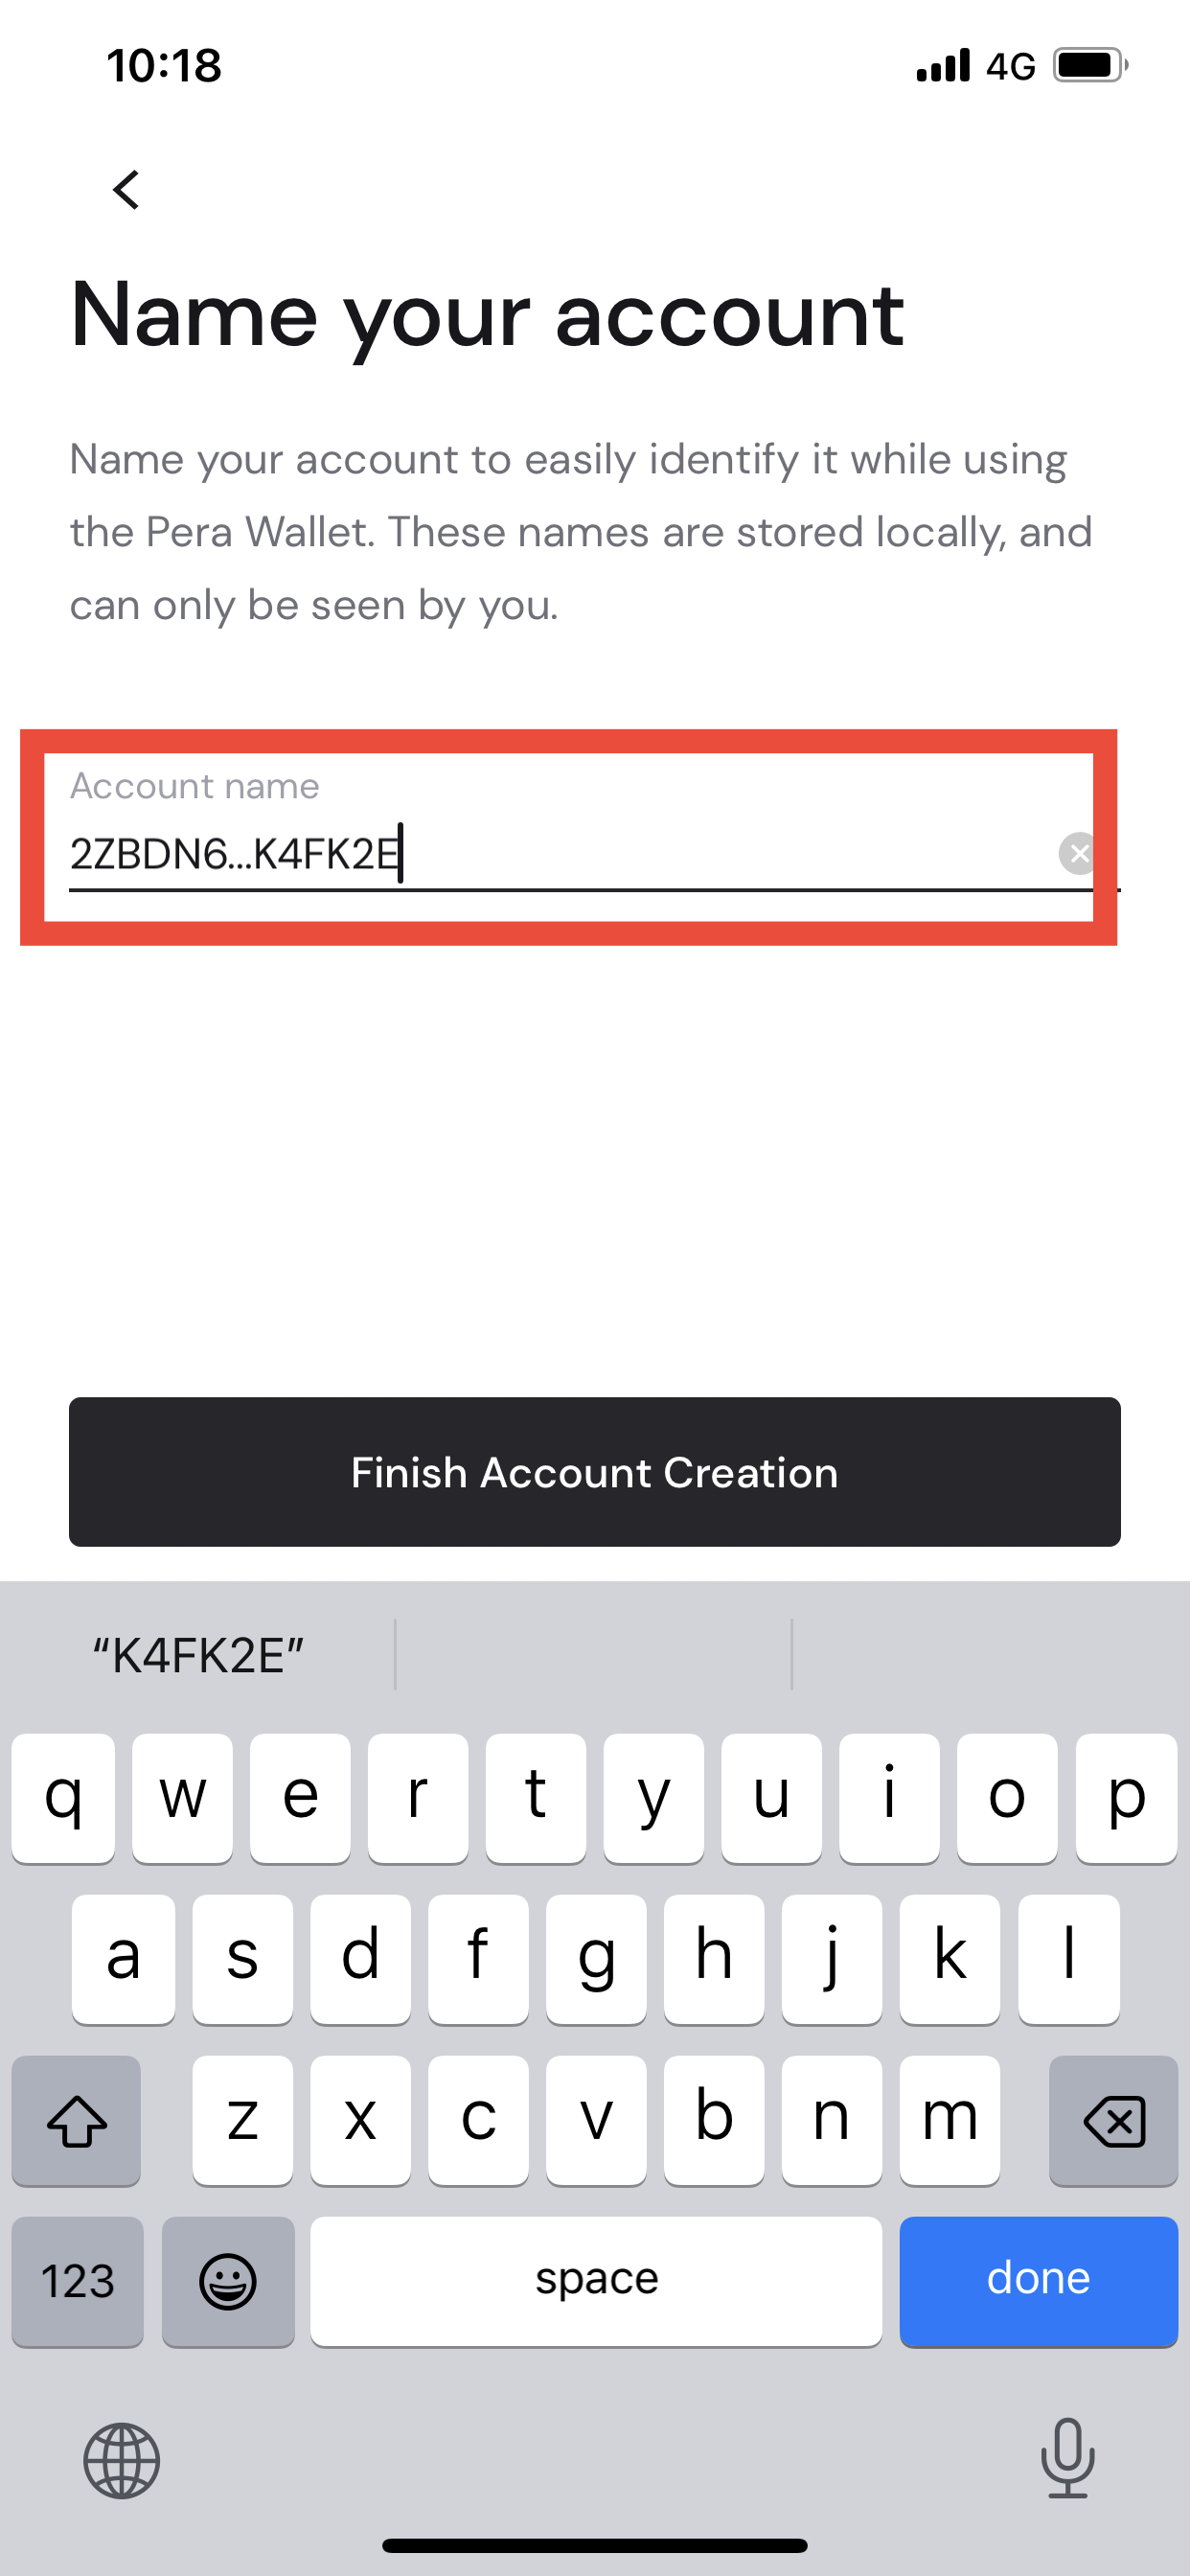 10:18
4G
Name your account
Name your account to easily identify it while using
the Pera Wallet. These names are stored locally, and
can only be seen by you.
Account name
2ZBDN6...K4FK2E
Finish Account Creation
“K4FK2E”
q w e r t y u i o p
a s d f g h j k l
z x c v b n m
123 space done